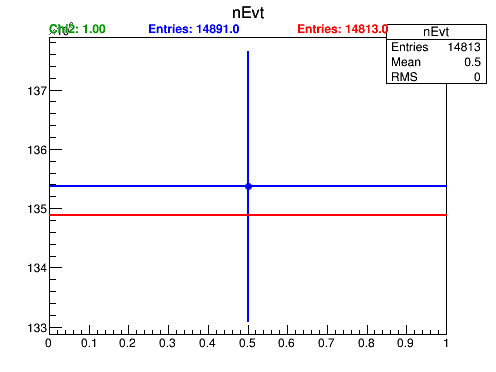 nEvt
Chi2: 1.00 Entries: 14891.0 Entries: 14813.0
nEvt
Entries 14813
Mean 0.5
RMS 0
137
136
135
134
133
0 0.1 0.2 0.3 0.4 0.5 0.6 0.7 0.8 0.9 1